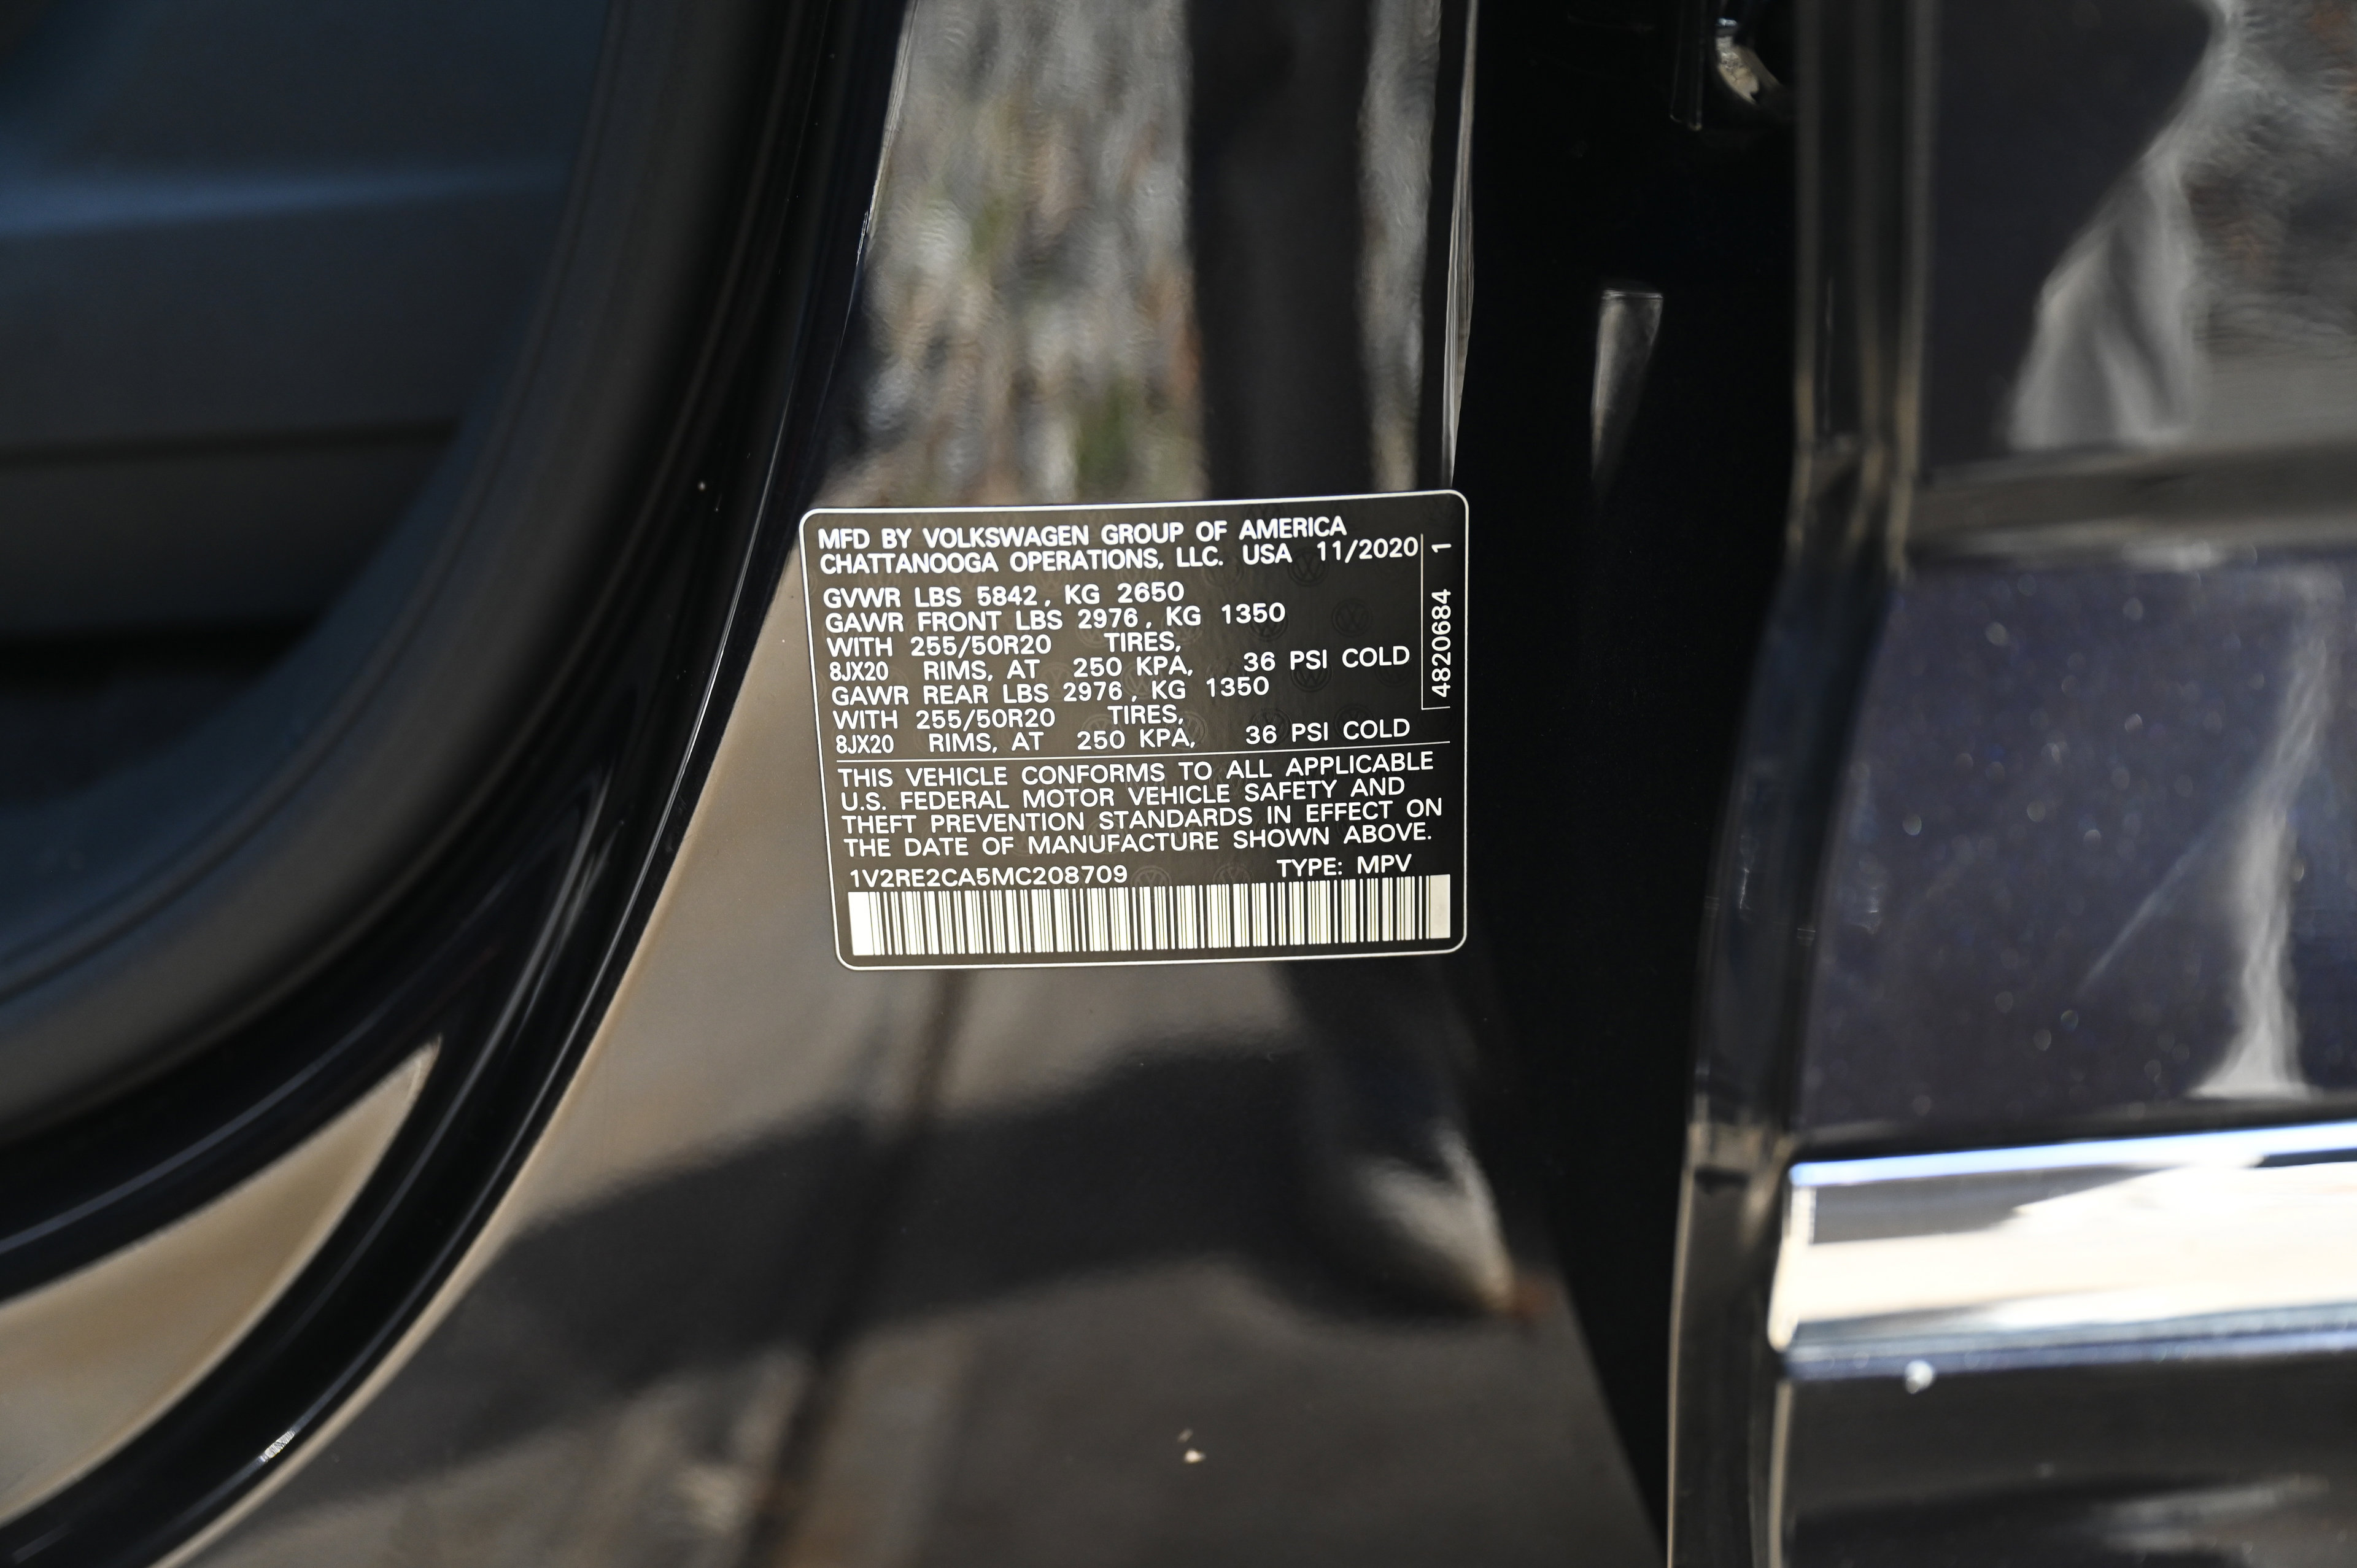 MFD BY VOLKSWAGEN GROUP OF AMERICA
CHATTANOOGA OPERATIONS, LLC. USA 11/2020
GVWR LBS 5842, KG 2650
GAWR FRONT LBS 2976, KG 1350
WITH 255/50R20 TIRES,
8JX20 RIMS, AT 250 KPA, 36 PSI COLD
GAWR REAR LBS 2976, KG 1350
WITH 255/50R20 TIRES,
8JX20 RIMS, AT 250 KPA, 36 PSI COLD
THIS VEHICLE CONFORMS TO ALL APPLICABLE
U.S. FEDERAL MOTOR VEHICLE SAFETY AND
THEFT PREVENTION STANDARDS IN EFFECT ON
THE DATE OF MANUFACTURE SHOWN ABOVE.
1V2RE2CA5MC208709 TYPE: MPV
4820684 1